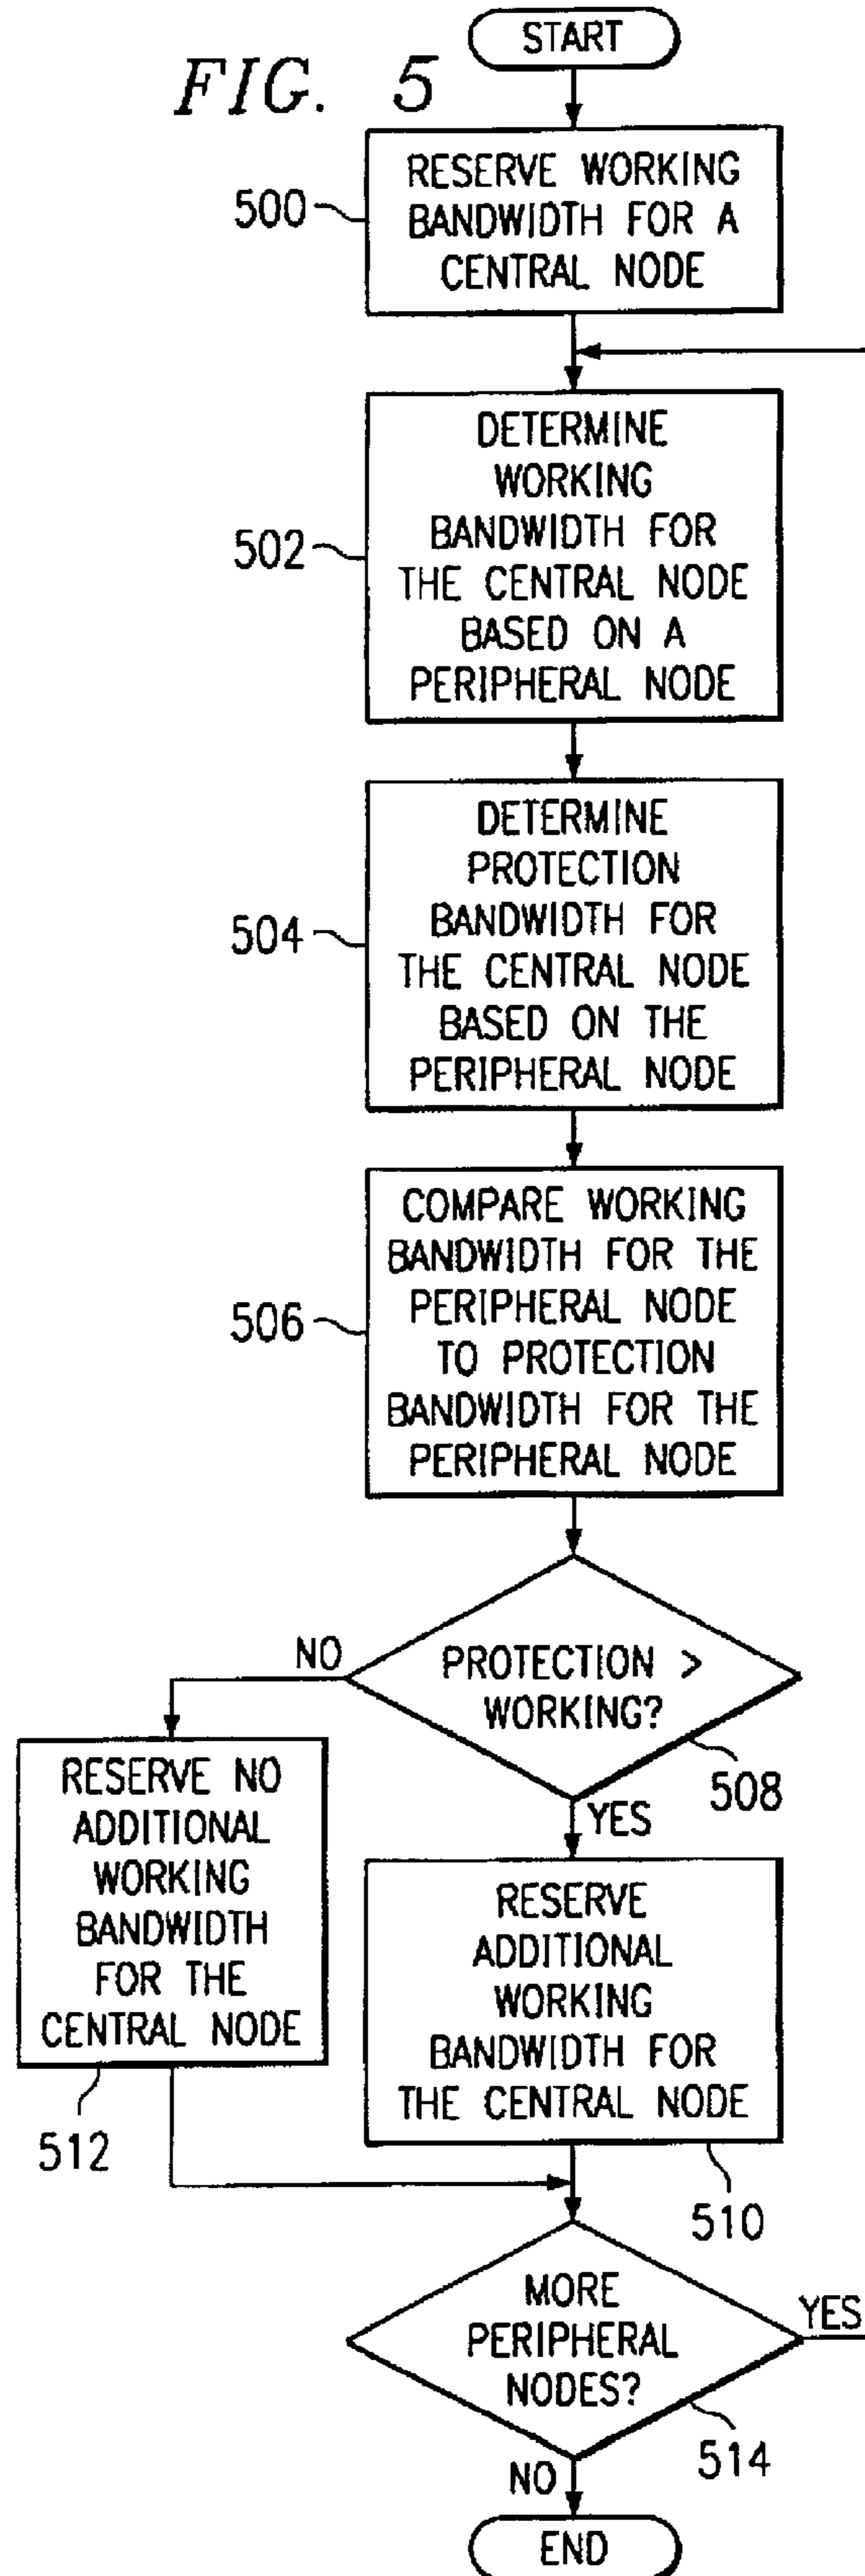 FIG. 5
START
500
RESERVE WORKING
BANDWIDTH FOR A
CENTRAL NODE
502
DETERMINE
WORKING
BANDWIDTH FOR
THE CENTRAL NODE
BASED ON A
PERIPHERAL NODE
504
DETERMINE
PROTECTION
BANDWIDTH FOR
THE CENTRAL NODE
BASED ON THE
PERIPHERAL NODE
506
COMPARE WORKING
BANDWIDTH FOR THE
PERIPHERAL NODE
TO PROTECTION
BANDWIDTH FOR THE
PERIPHERAL NODE
NO
PROTECTION >
WORKING?
508
YES
RESERVE NO
ADDITIONAL
WORKING
BANDWIDTH
FOR THE
CENTRAL NODE
512
RESERVE
ADDITIONAL
WORKING
BANDWIDTH FOR
THE CENTRAL NODE
510
MORE
PERIPHERAL
NODES?
YES
514
NO
END